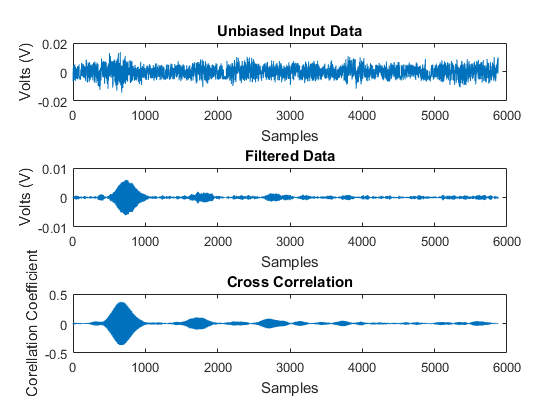 Unbiased Input Data
Volts (V)
0.02
0
-0.02
0 1000 2000 3000 4000 5000 6000
Samples
Filtered Data
Volts (V)
0.01
0
-0.01
0 1000 2000 3000 4000 5000 6000
Samples
Cross Correlation
Corellation Coefficient
0.5
0
-0.5
0 1000 2000 3000 4000 5000 6000
Samples